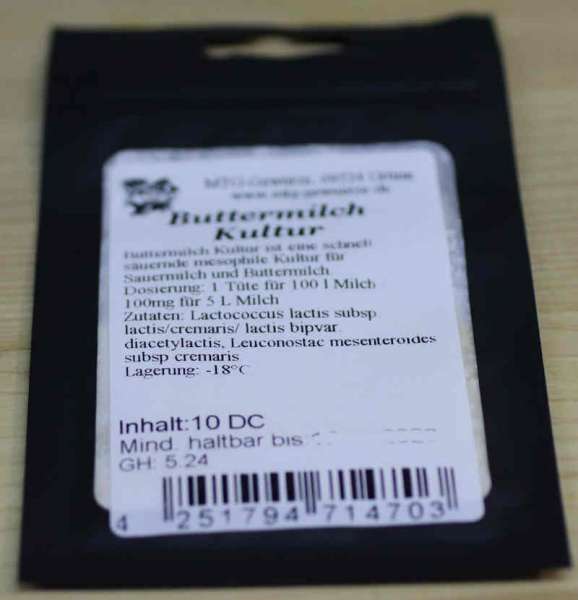 Buttermilch
Kultur
Buttermilch Kultur ist eine schnell
säuernde mesophile Kultur für
Sauermilch und Buttermilch
Dosierung: 1 Tüte für 100 l Milch
100mg für 5 L Milch
Zutaten: Lactococcus lactis subsp.
lactis/cremaris/ lactis bipvar.
diacetylactis, Leuconostac mesenteroides
subsp cremaris
Lagerung: -18°C
Inhalt:10 DC
Mind. haltbar bis
GH: 5.24
4 251794 714703